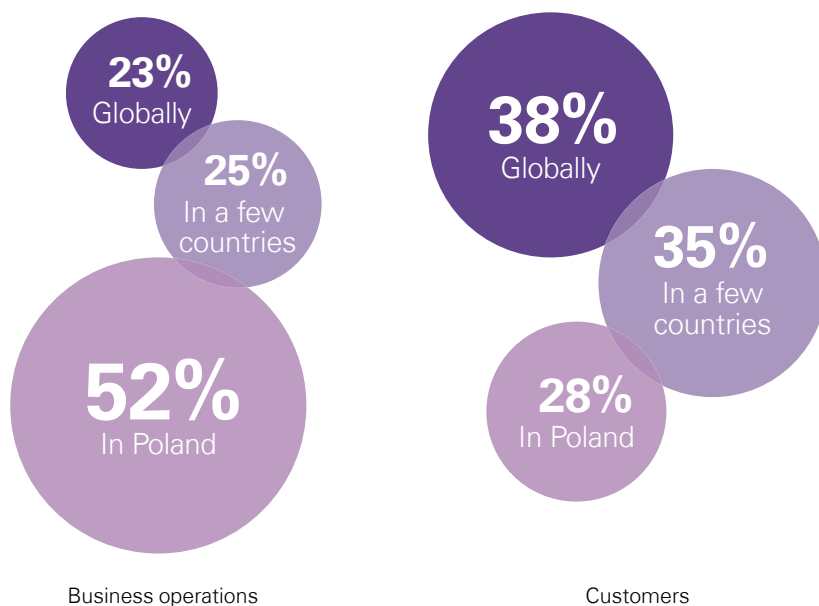 23%
Globally
25%
In a few
countries
52%
In Poland
Business operations
38%
Globally
35%
In a few
countries
28%
In Poland
Customers